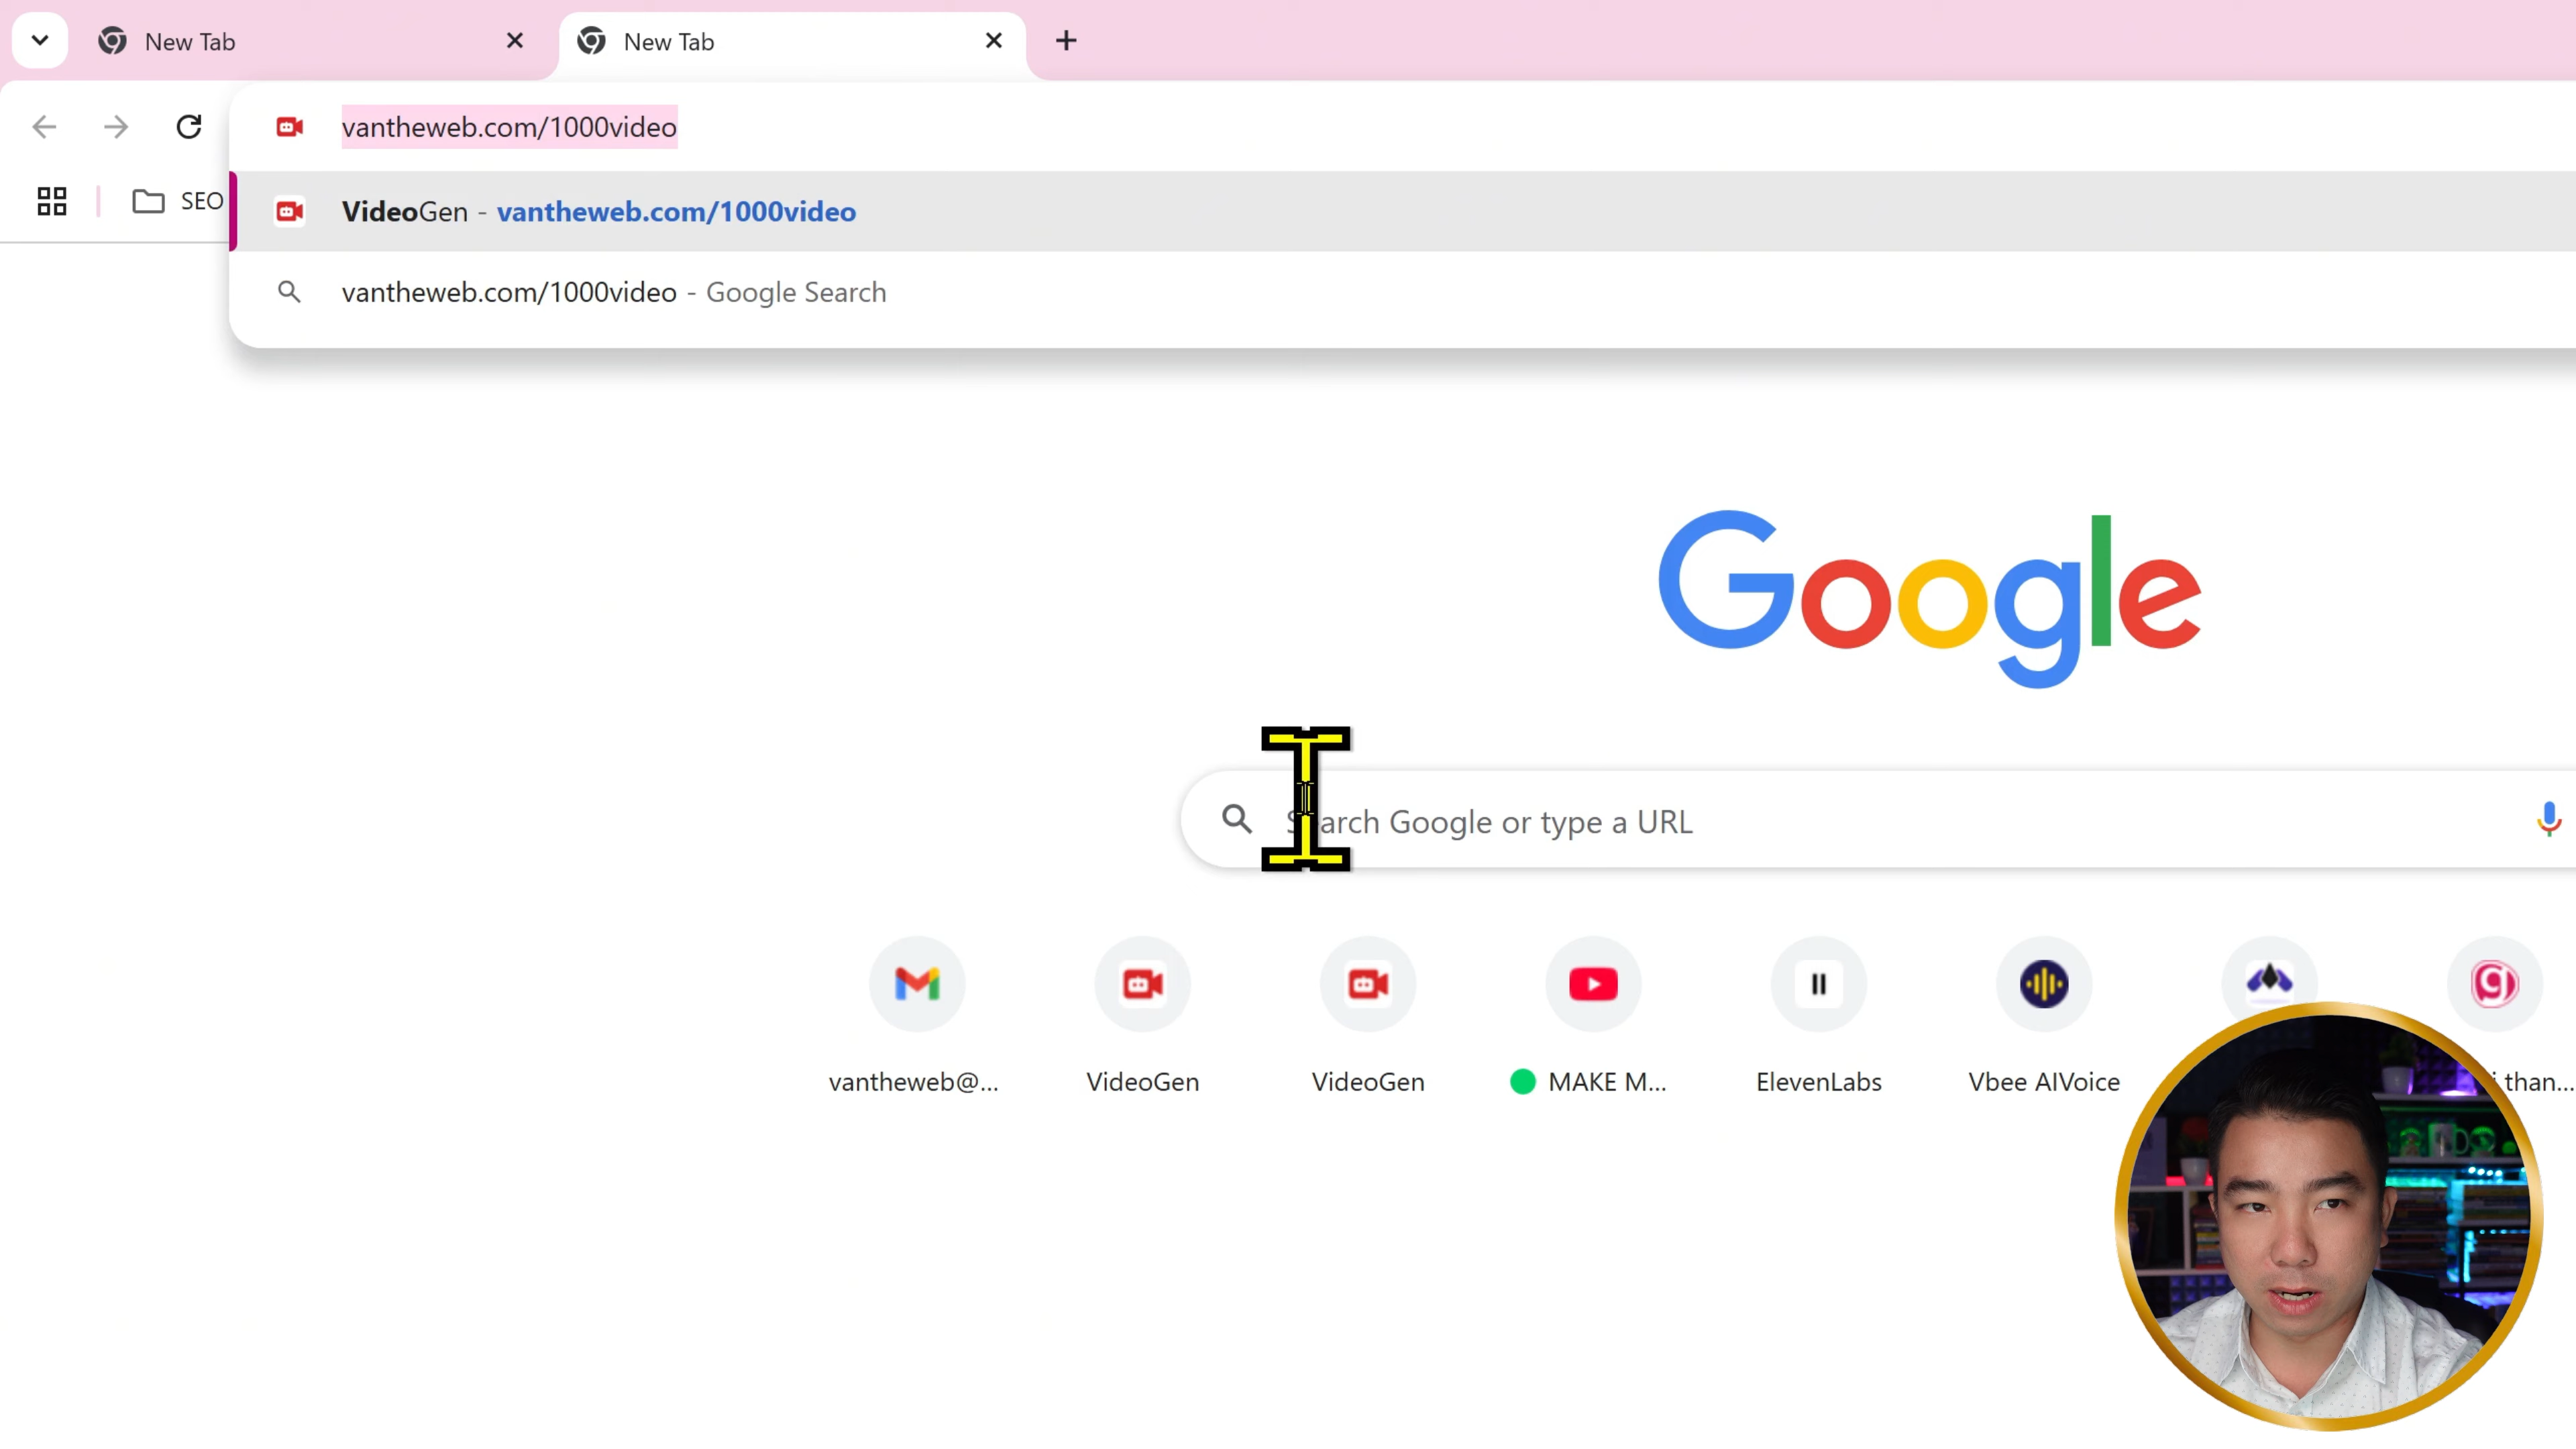 New Tab
New Tab
vantheweb.com/1000video
SEO
VideoGen - vantheweb.com/1000video
vantheweb.com/1000video - Google Search
Google
Search Google or type a URL
vantheweb@...
VideoGen
VideoGen
MAKE M...
ElevenLabs
Vbee AIVoice
than...